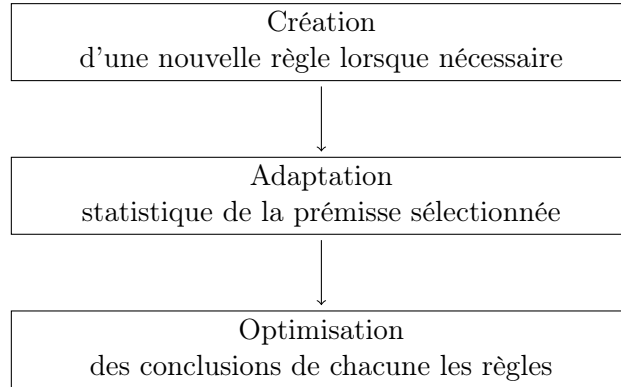 Création
d'une nouvelle règle lorsque nécessaire
Adaptation
statistique de la prémisse sélectionnée
Optimisation
des conclusions de chacune les règles